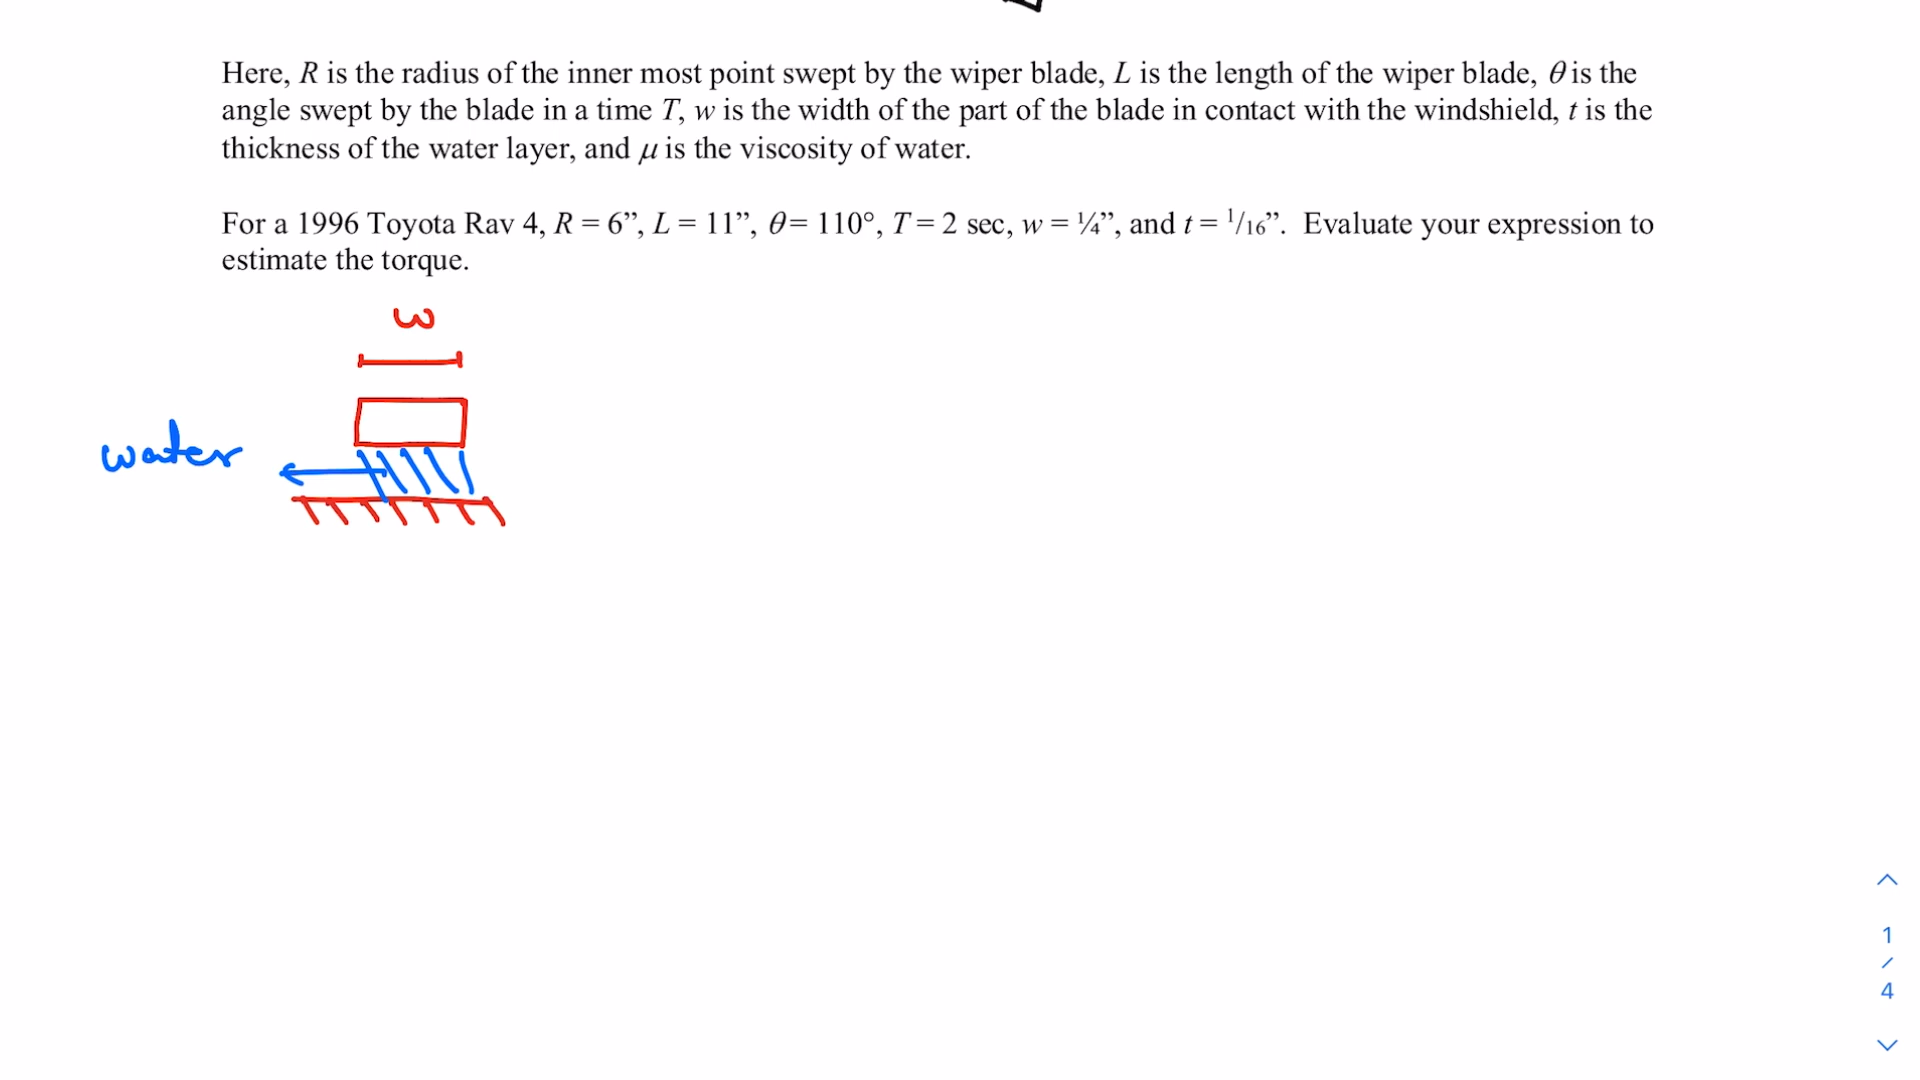 Here, R is the radius of the inner most point swept by the wiper blade, L is the length of the wiper blade, θ is the
angle swept by the blade in a time T, w is the width of the part of the blade in contact with the windshield, t is the
thickness of the water layer, and μ is the viscosity of water.
For a 1996 Toyota Rav 4, R = 6”, L = 11”, θ = 110°, T = 2 sec, w = ¼”, and t = 1/16”.  Evaluate your expression to
estimate the torque.
ω
water
1
/
4